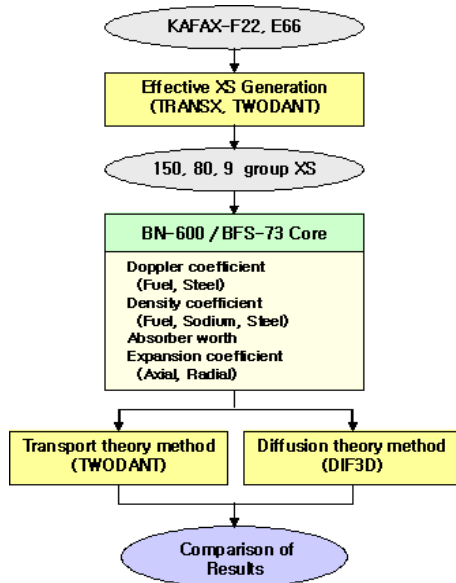 KAFAX-F22, E66
Effective XS Generation
(TRANSX, TWODANT)
150, 80, 9 group XS
BN-600 / BFS-73 Core
Doppler coefficient
(Fuel, Steel)
Density coefficient
(Fuel, Sodium, Steel)
Absorber worth
Expansion coefficient
(Axial, Radial)
Transport theory method
(TWODANT)
Diffusion theory method
(DIF3D)
Comparison of
Results